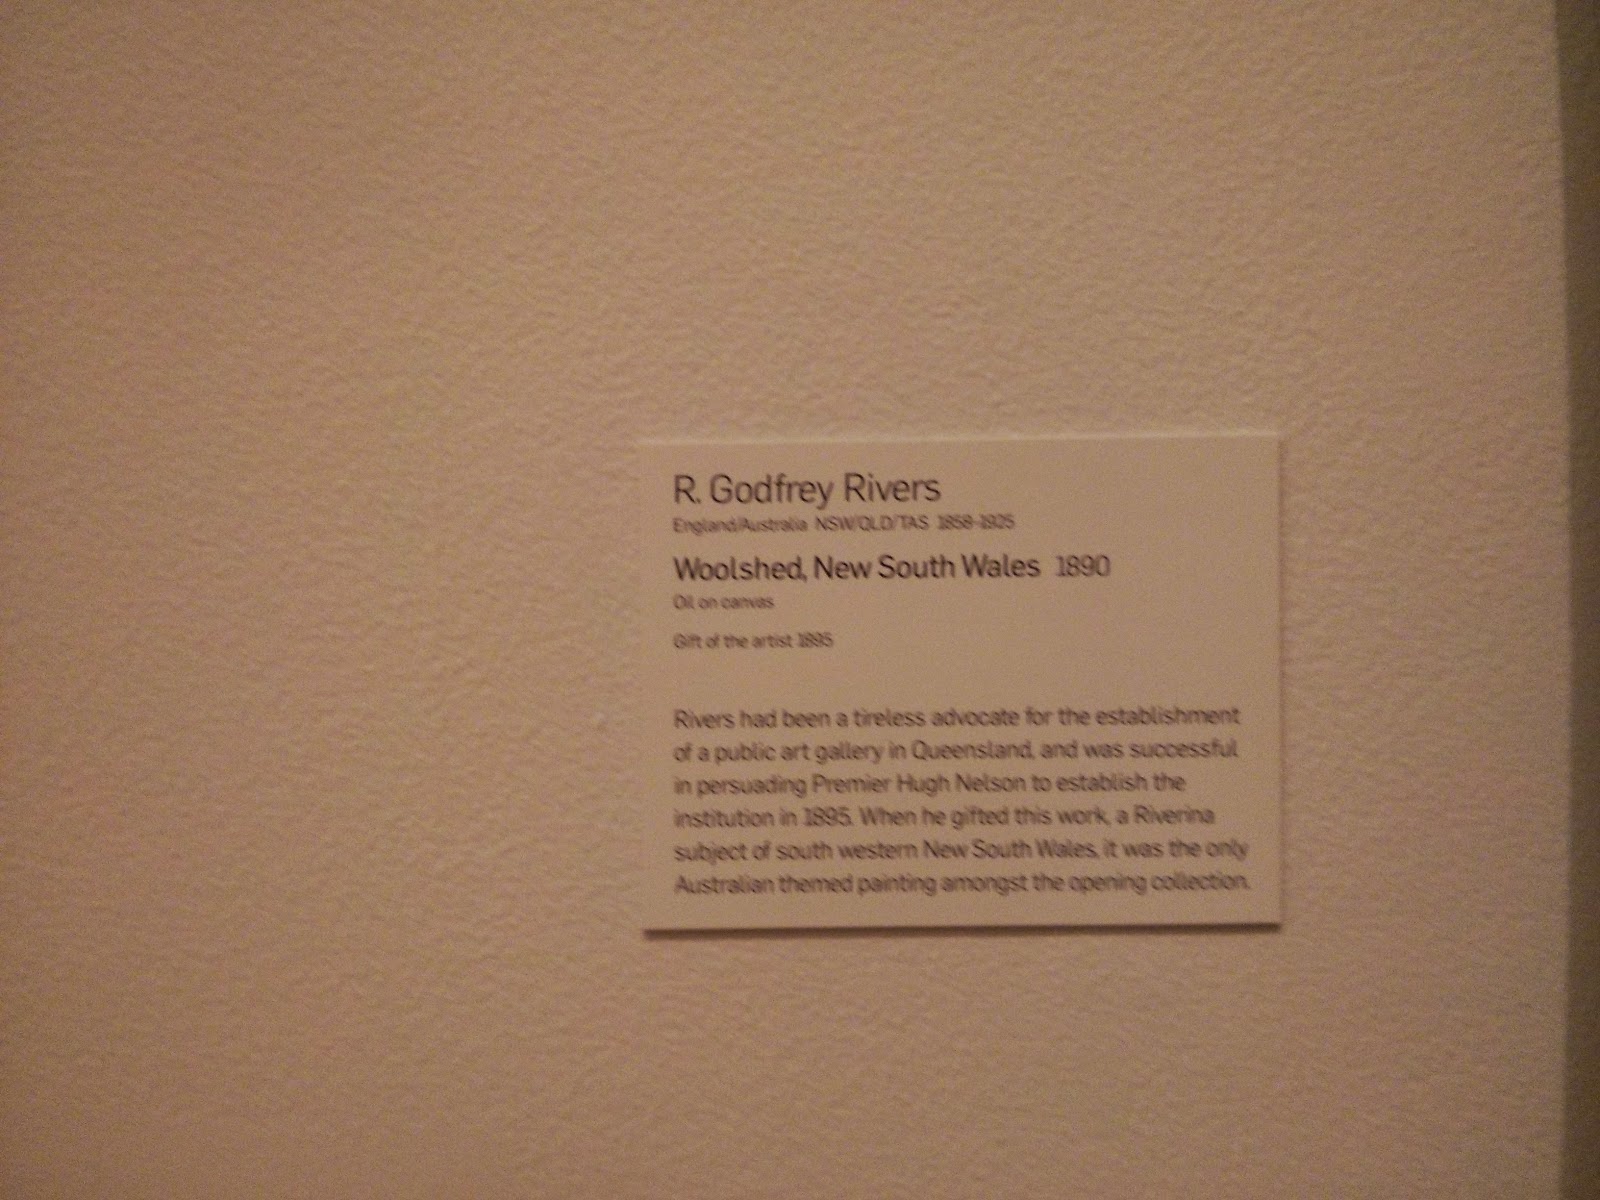 R. Godfrey Rivers
England/Australia NSW/QLD/TAS 1858–1925
Woolshed, New South Wales 1890
Oil on canvas
Gift of the artist 1895
Rivers had been a tireless advocate for the establishment
of a public art gallery in Queensland, and was successful
in persuading Premier Hugh Nelson to establish the
institution in 1895. When he gifted this work, a Riverina
subject of south western New South Wales, it was the only
Australian themed painting amongst the opening collection.